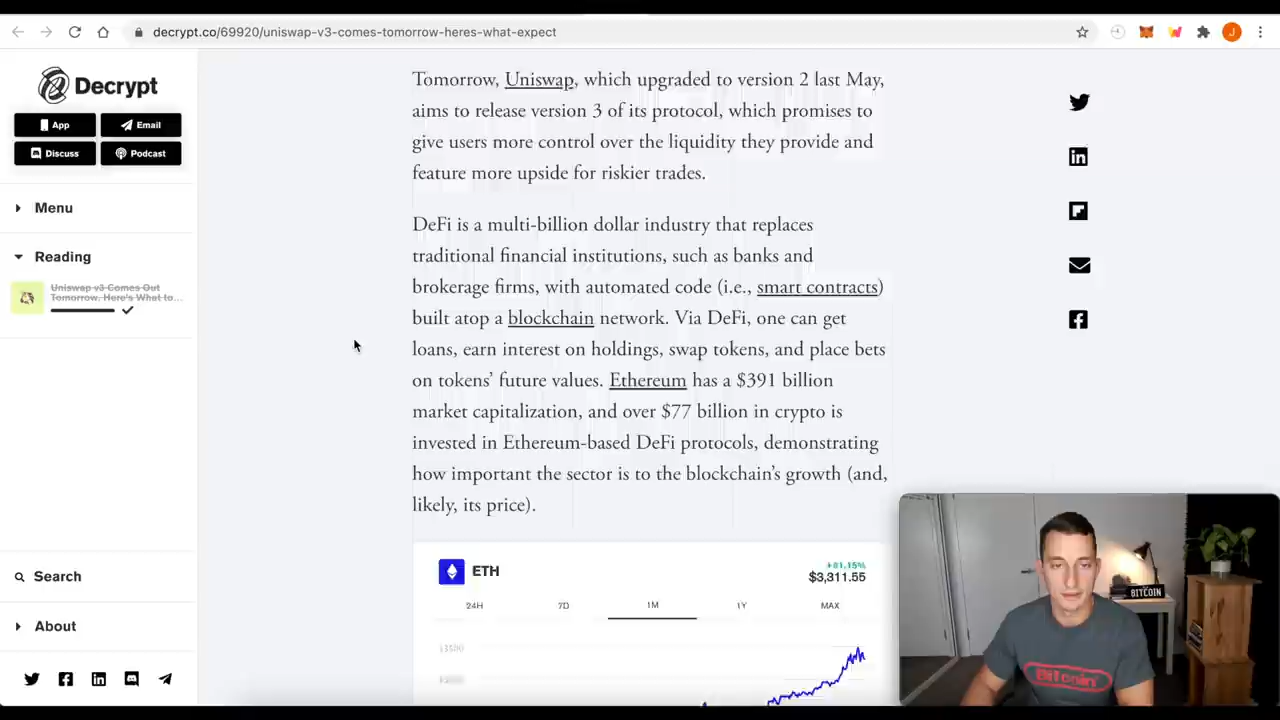 decrypt.co/69920/uniswap-v3-comes-tomorrow-heres-what-expect
J
Decrypt
App
Email
Discuss
Podcast
Menu
Reading
Uniswap v3 Comes Out
Tomorrow. Here's What to...
Search
About
Tomorrow, Uniswap, which upgraded to version 2 last May,
aims to release version 3 of its protocol, which promises to
give users more control over the liquidity they provide and
feature more upside for riskier trades.
DeFi is a multi-billion dollar industry that replaces
traditional financial institutions, such as banks and
brokerage firms, with automated code (i.e., smart contracts)
built atop a blockchain network. Via DeFi, one can get
loans, earn interest on holdings, swap tokens, and place bets
on tokens' future values. Ethereum has a $391 billion
market capitalization, and over $77 billion in crypto is
invested in Ethereum-based DeFi protocols, demonstrating
how important the sector is to the blockchain's growth (and,
likely, its price).
ETH
$3,311.55
24H
7D
1M
1Y
MAX
BITCOIN
BITcoin